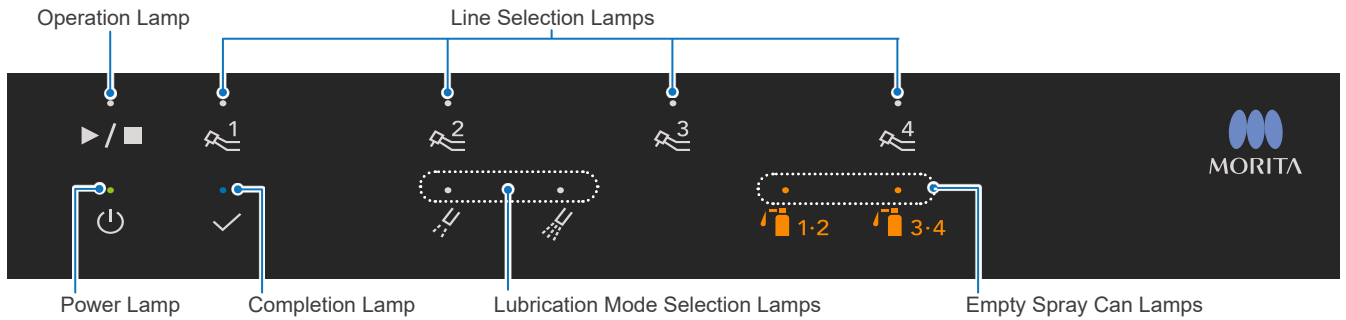 Operation Lamp
Line Selection Lamps
1
2
3
4
MORITA
1·2
3·4
Power Lamp
Completion Lamp
Lubrication Mode Selection Lamps
Empty Spray Can Lamps